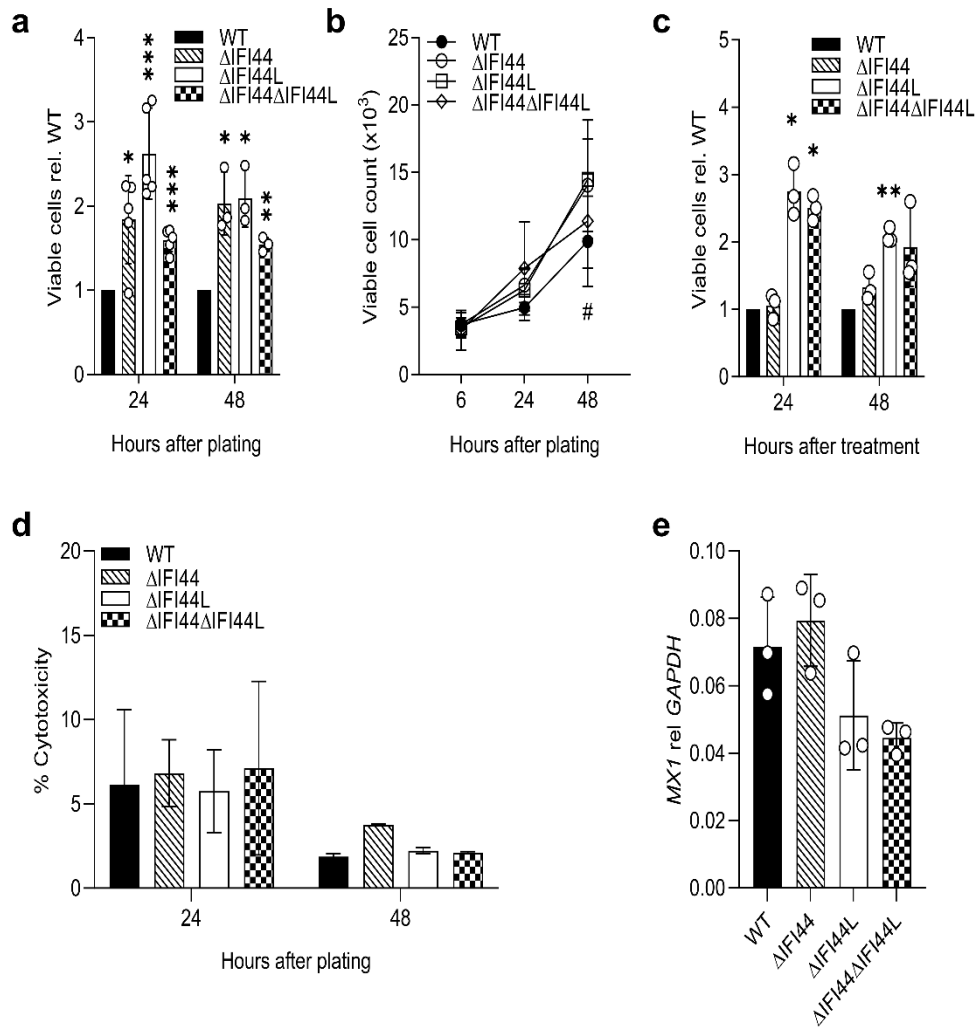 a
WT
ΔIFI44
ΔIFI44L
ΔIFI44ΔIFI44L
Viable cells rel. WT
4
3
2
1
0
*
***
***
*
*
**
24
48
Hours after plating
b
WT
ΔIFI44
ΔIFI44L
ΔIFI44ΔIFI44L
Viable cell count (x10³)
25
20
15
10
5
0
#
6
24
48
Hours after plating
c
WT
ΔIFI44
ΔIFI44L
ΔIFI44ΔIFI44L
Viable cells rel. WT
5
4
3
2
1
0
*
*
**
24
48
Hours after treatment
d
WT
ΔIFI44
ΔIFI44L
ΔIFI44ΔIFI44L
% Cytotoxicity
20
15
10
5
0
24
48
Hours after plating
e
MX1 rel GAPDH
0.10
0.08
0.06
0.04
0.02
0.00
WT
ΔIFI44
ΔIFI44L
ΔIFI44ΔIFI44L